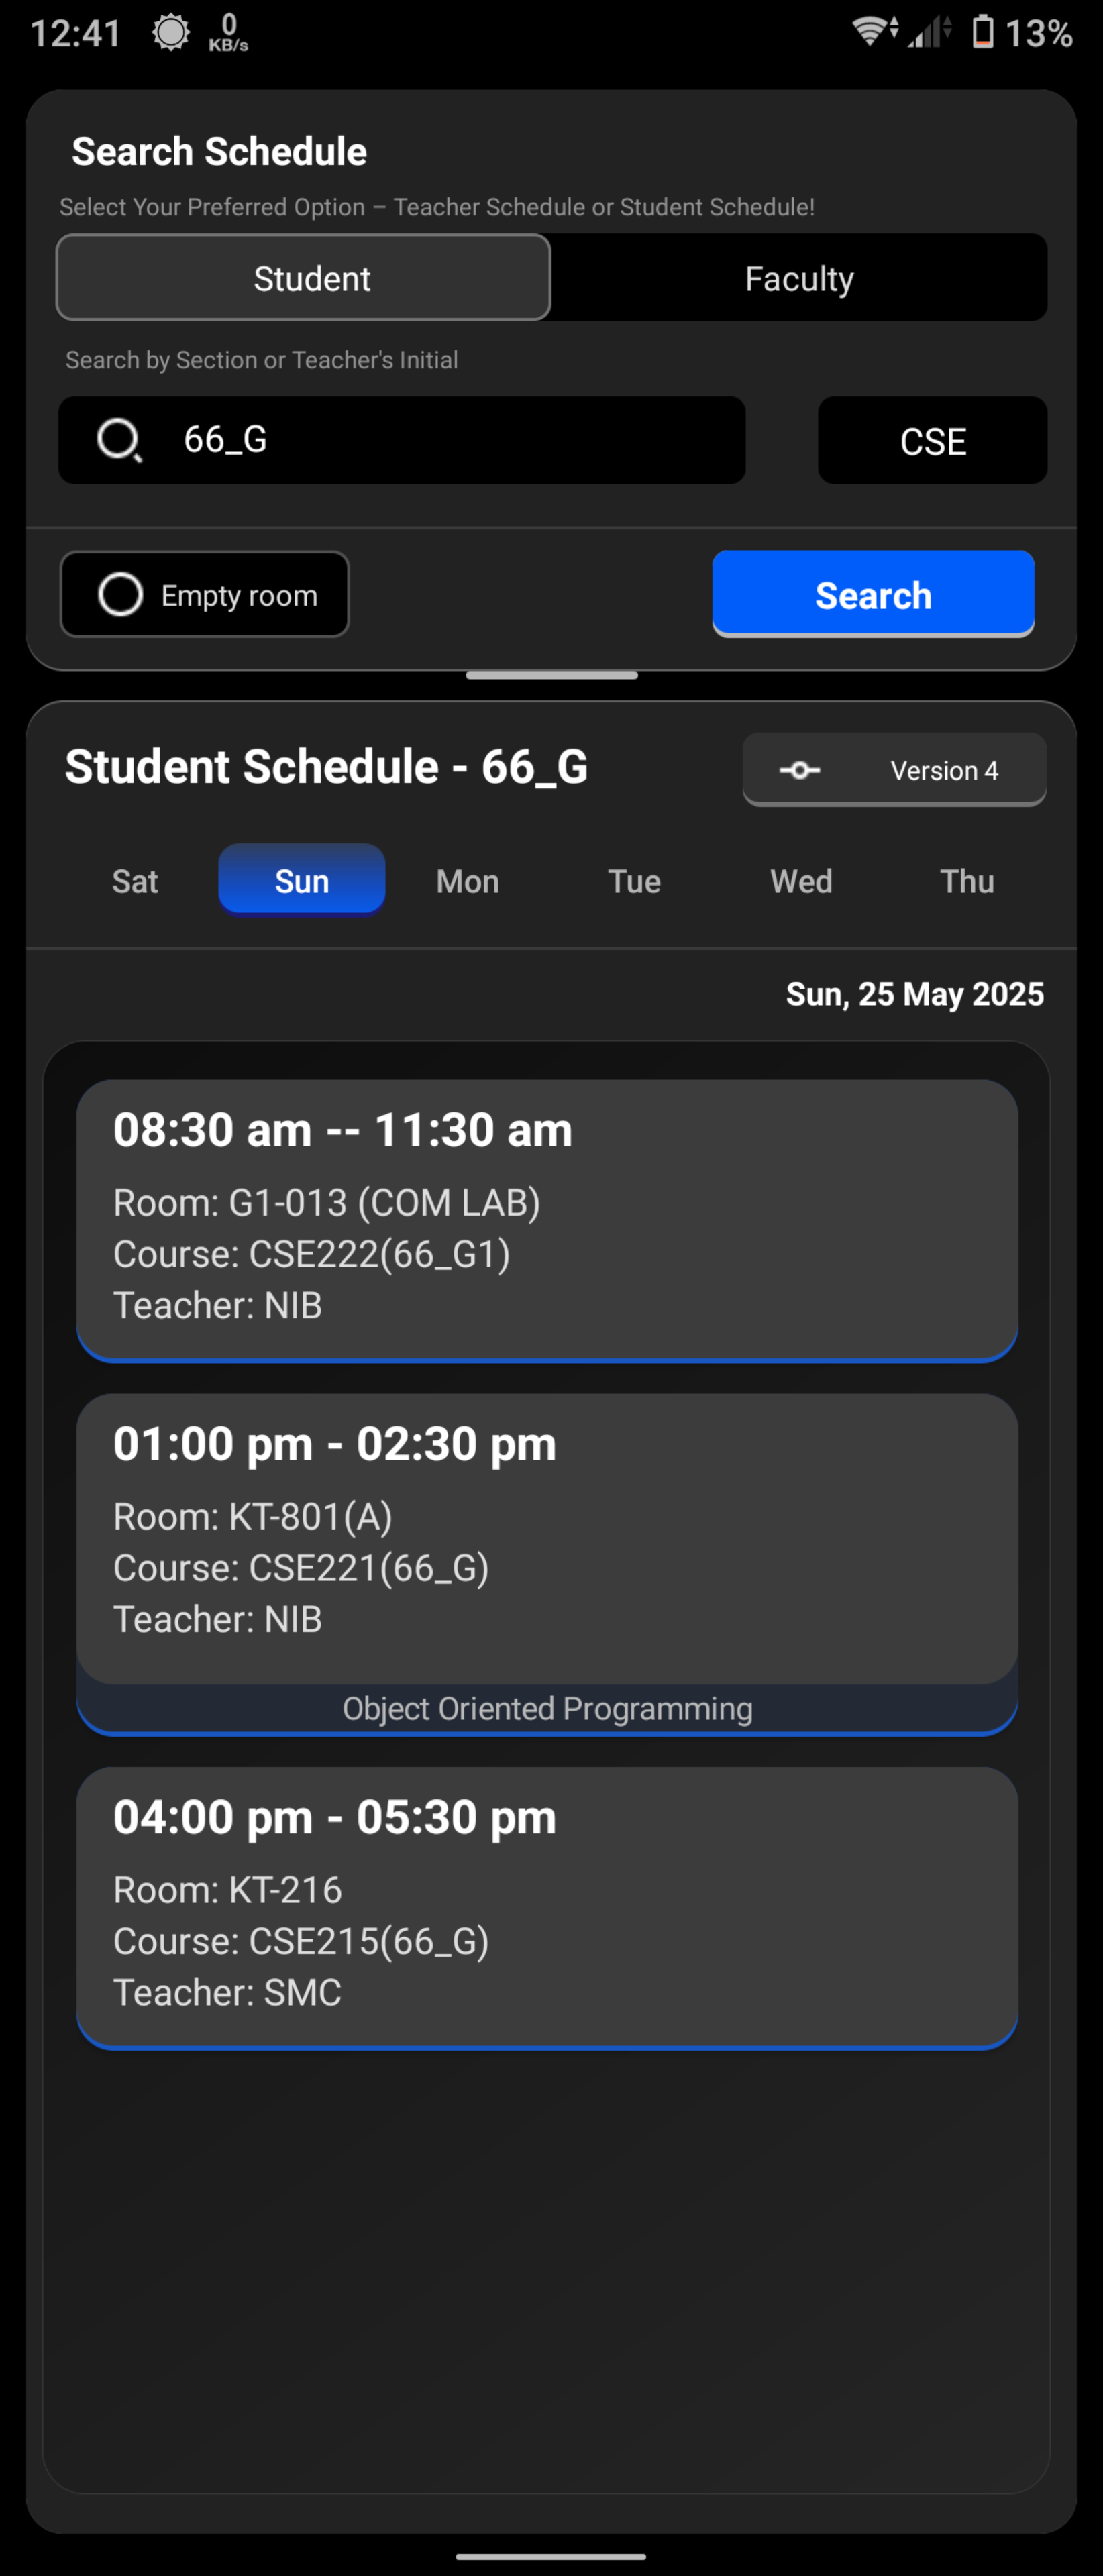 12:41 0 KB/s 13%
Search Schedule
Select Your Preferred Option – Teacher Schedule or Student Schedule!
Student Faculty
Search by Section or Teacher's Initial
66_G CSE
Empty room Search
Student Schedule - 66_G Version 4
Sat Sun Mon Tue Wed Thu
Sun, 25 May 2025
08:30 am -- 11:30 am
Room: G1-013 (COM LAB)
Course: CSE222(66_G1)
Teacher: NIB
01:00 pm - 02:30 pm
Room: KT-801(A)
Course: CSE221(66_G)
Teacher: NIB
Object Oriented Programming
04:00 pm - 05:30 pm
Room: KT-216
Course: CSE215(66_G)
Teacher: SMC